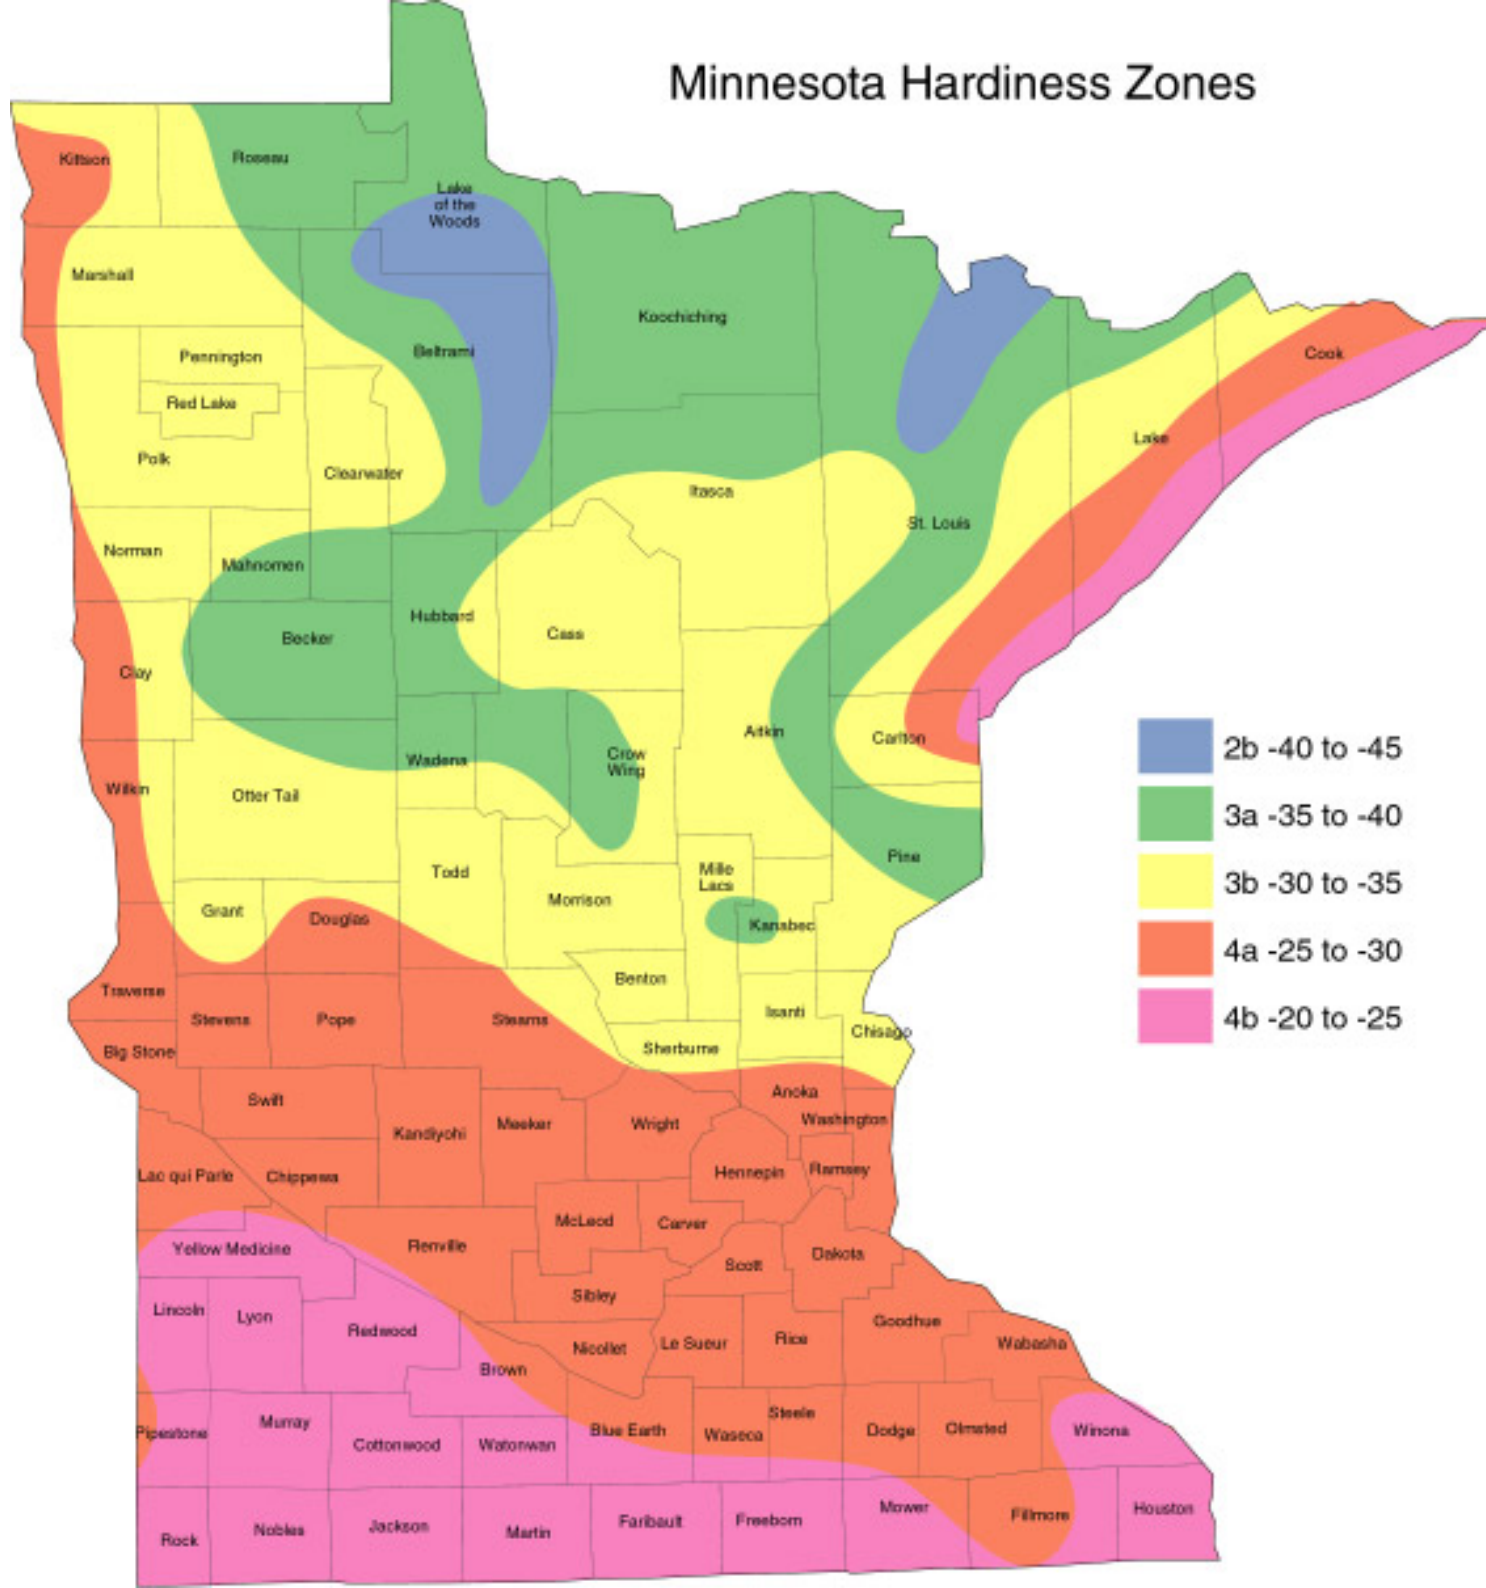 Minnesota Hardiness Zones
Kittson
Roseau
Lake
of the
Woods
Marshall
Koochiching
Beltrami
Pennington
Red Lake
Cook
Polk
Clearwater
Lake
Itasca
St. Louis
Norman
Mahnomen
Hubbard
Becker
Cass
Clay
Aitkin
Carlton
Wadena
Crow
Wing
Wilkin
Otter Tail
Pine
Todd
Mille
Lacs
Morrison
Grant
Douglas
Kanabec
Benton
Traverse
Stevens
Pope
Stearns
Isanti
Chisago
Big Stone
Sherburne
Swift
Anoka
Washington
Kandiyohi
Meeker
Wright
Lac qui Parle
Chippewa
Hennepin
Ramsey
McLeod
Carver
Yellow Medicine
Renville
Dakota
Scott
Sibley
Lincoln
Lyon
Redwood
Goodhue
Nicollet
Le Sueur
Rice
Wabasha
Brown
Pipestone
Murray
Cottonwood
Watonwan
Blue Earth
Waseca
Steele
Dodge
Olmsted
Winona
Rock
Nobles
Jackson
Martin
Faribault
Freeborn
Mower
Fillmore
Houston
2b -40 to -45
3a -35 to -40
3b -30 to -35
4a -25 to -30
4b -20 to -25